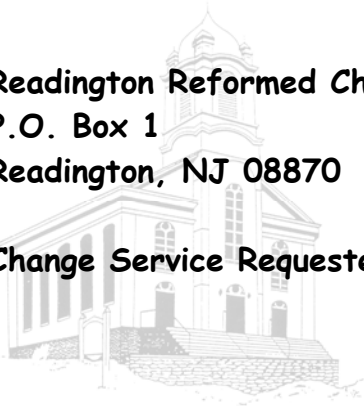 Readington Reformed Ch
P.O. Box 1
Readington, NJ 08870
Change Service Requeste